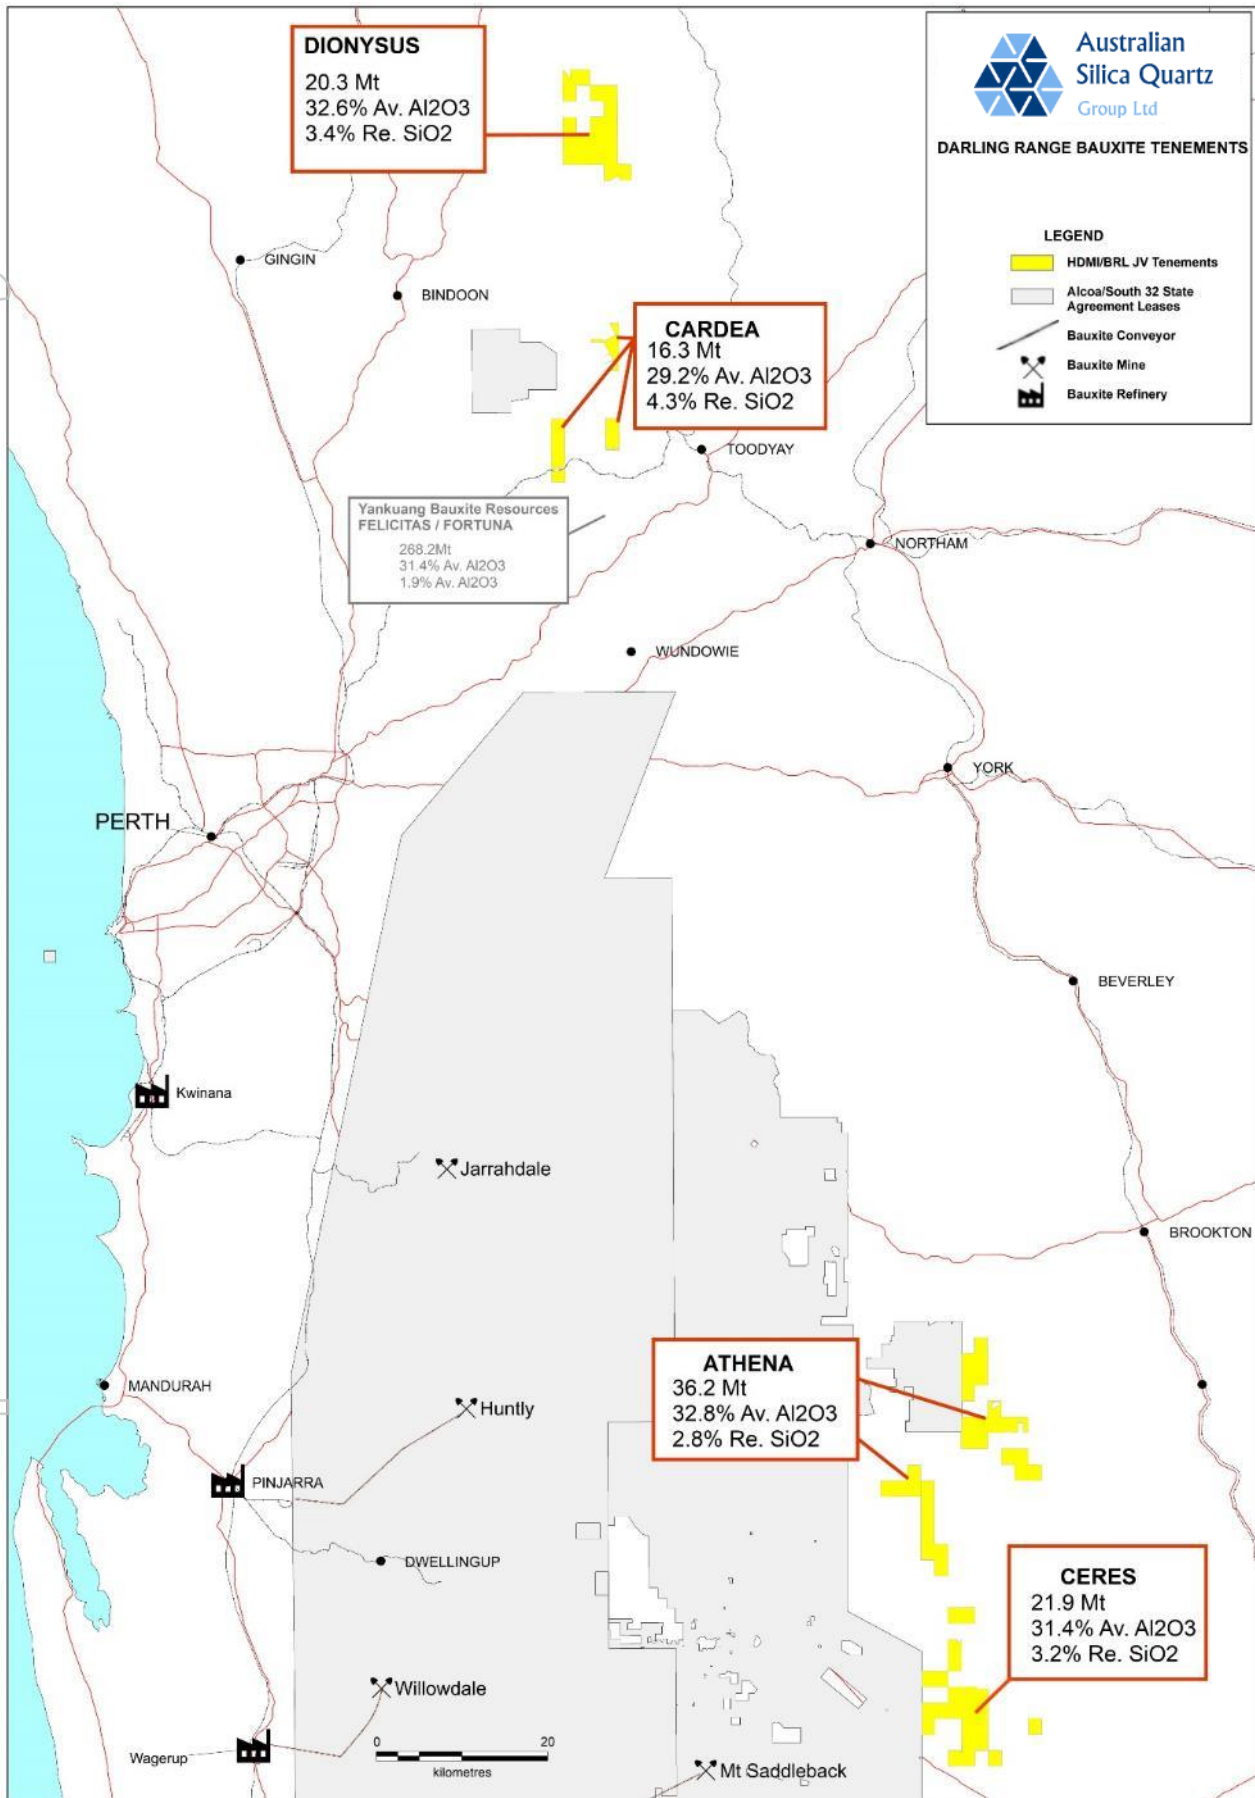 DIONYSUS
20.3 Mt
32.6% Av. Al2O3
3.4% Re. SiO2
Australian
Silica Quartz
Group Ltd
DARLING RANGE BAUXITE TENEMENTS
LEGEND
HDMI/BRL JV Tenements
Alcoa/South 32 State
Agreement Leases
Bauxite Conveyor
Bauxite Mine
Bauxite Refinery
GINGIN
BINDOON
CARDEA
16.3 Mt
29.2% Av. Al2O3
4.3% Re. SiO2
TOODYAY
Yankuang Bauxite Resources
FELICITAS / FORTUNA
268.2Mt
31.4% Av. Al2O3
1.9% Av. Al2O3
NORTHAM
WUNDOWIE
YORK
PERTH
BEVERLEY
Kwinana
Jarrahdale
BROOKTON
ATHENA
36.2 Mt
32.8% Av. Al2O3
2.8% Re. SiO2
MANDURAH
Huntly
PINJARRA
DWELLINGUP
CERES
21.9 Mt
31.4% Av. Al2O3
3.2% Re. SiO2
Willowdale
Wagerup
0 20
kilometres
Mt Saddleback